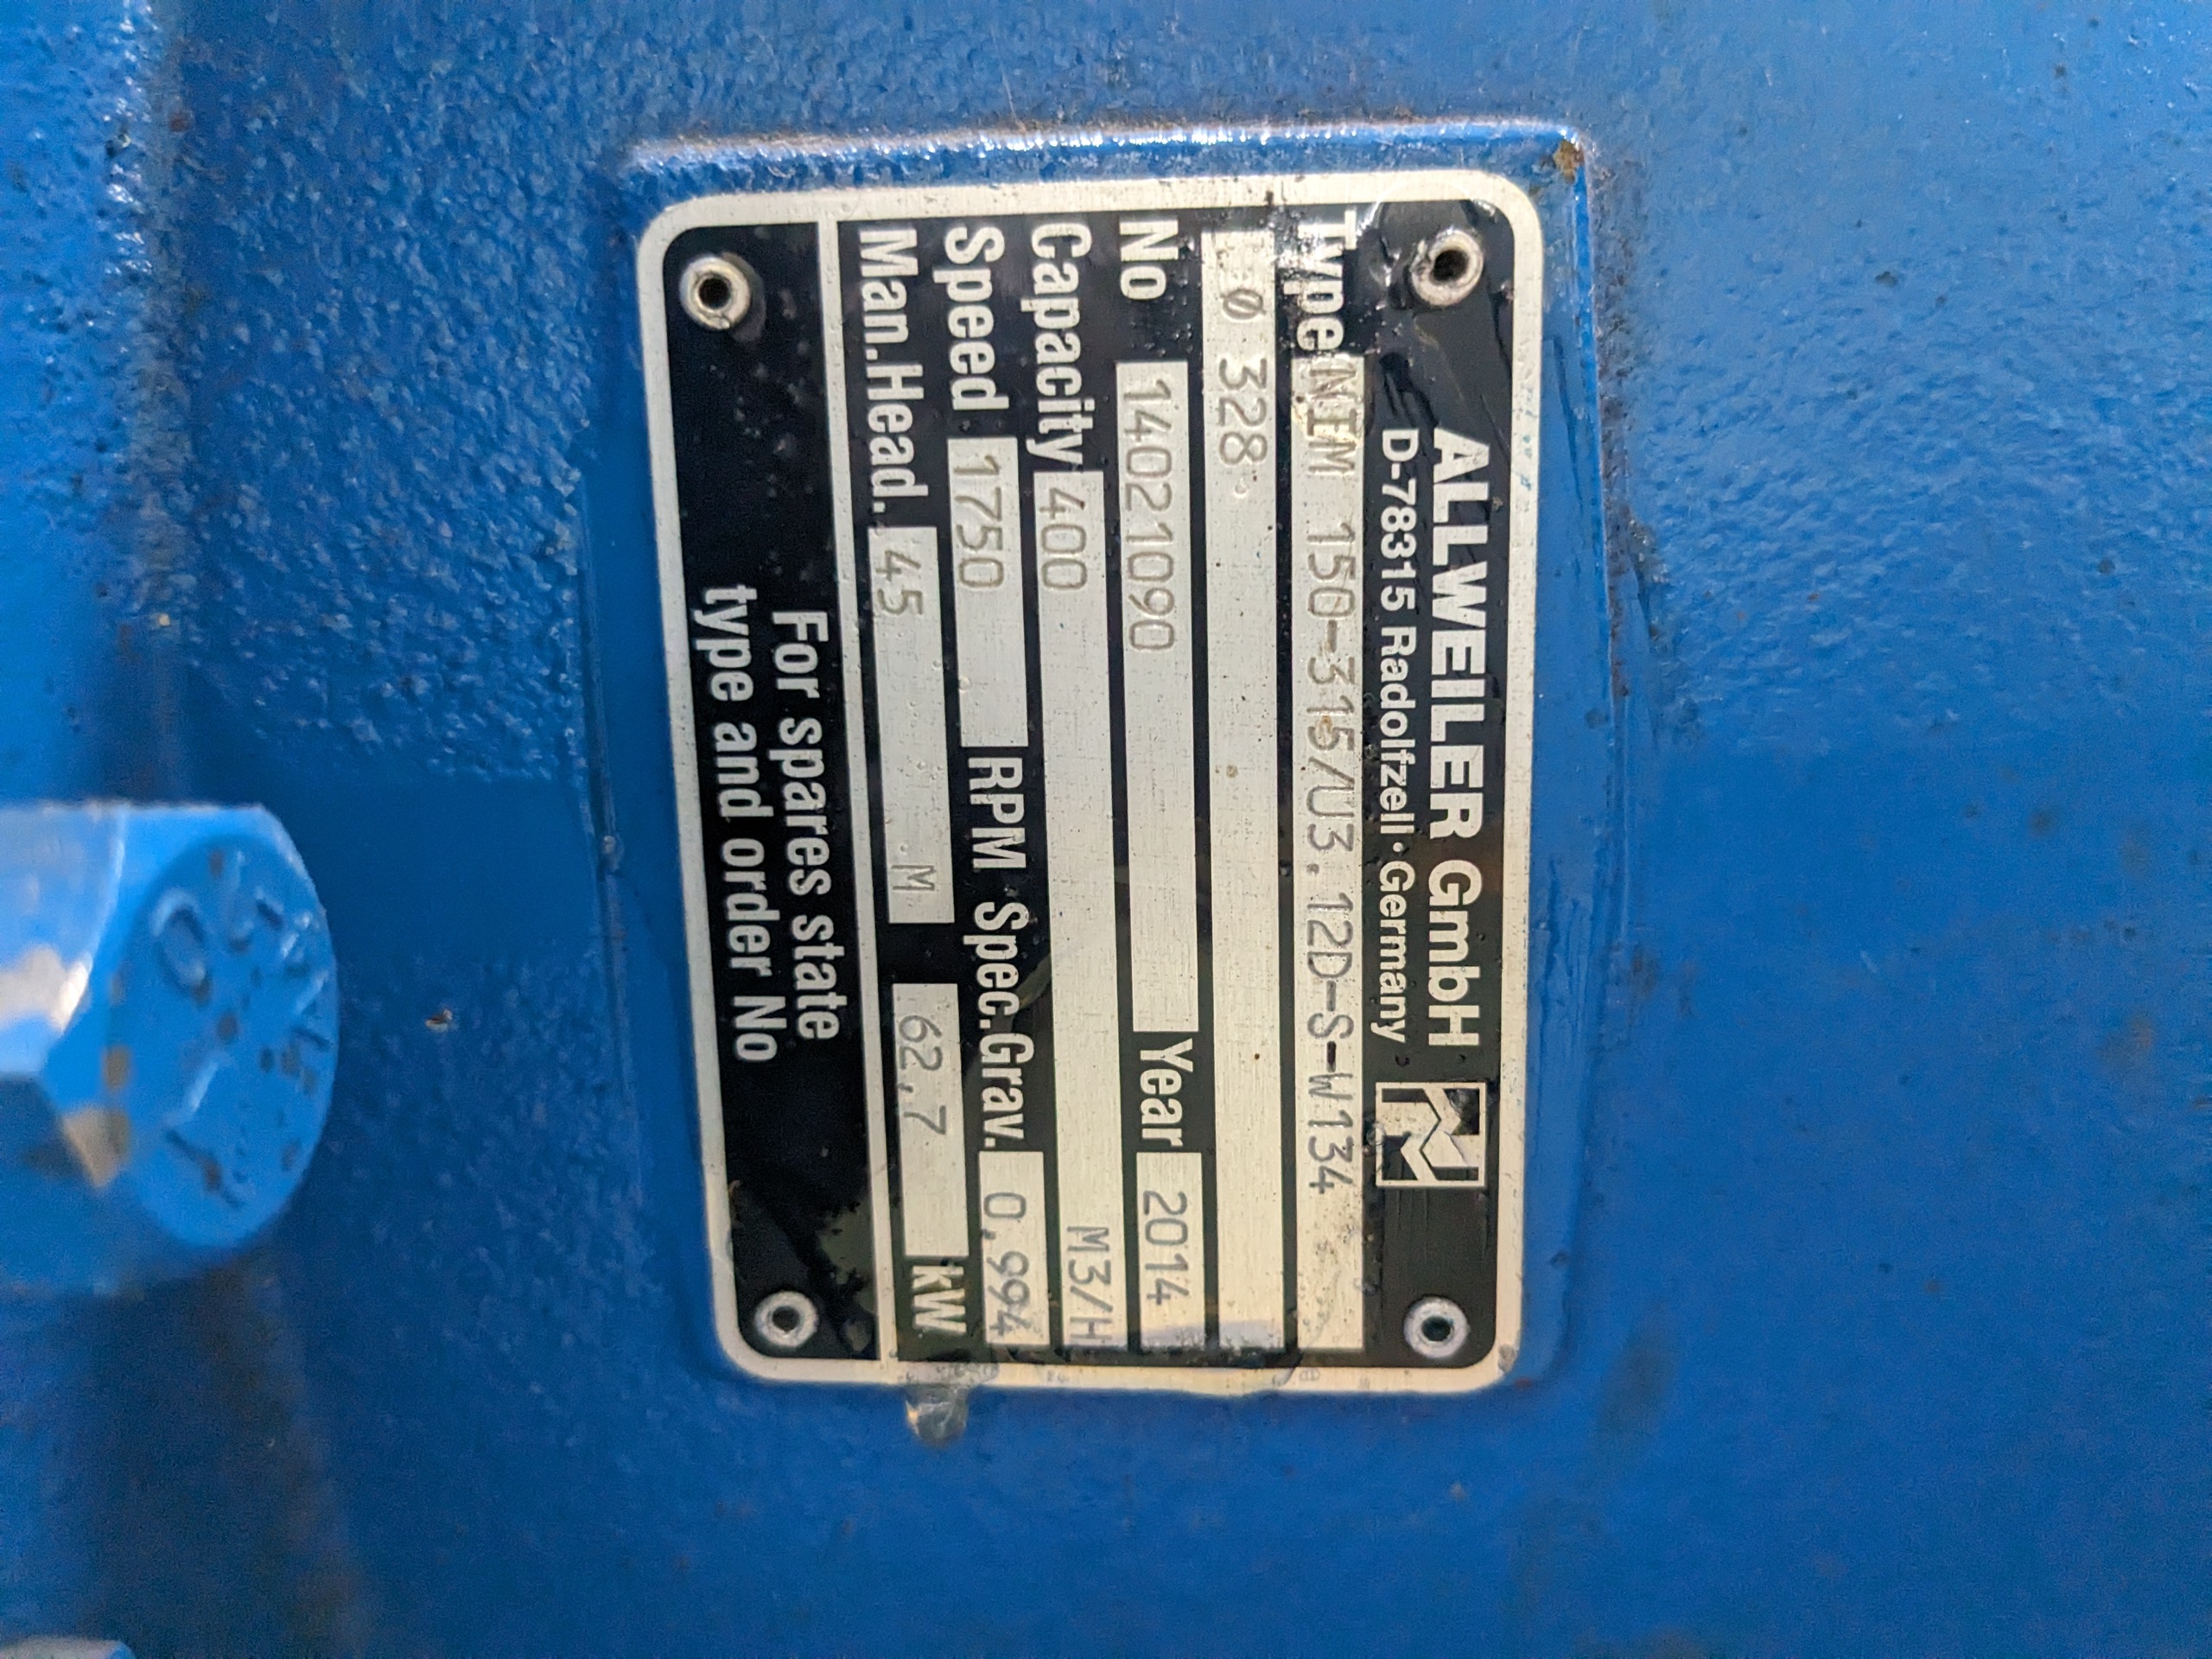 ALLWEILER GmbH
D-78315 Radolfzell · Germany
Type NIM 150-315/U3.12D-S-W134
Ø 328
No 14021090 Year 2014
Capacity 400 M3/H
Speed 1750 RPM Spec.Grav. 0,994
Man.Head. 45 M 62,7 kW
For spares state
type and order No